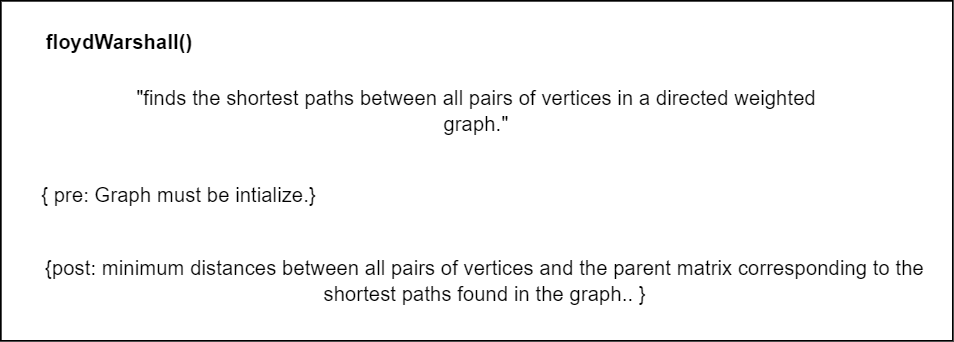 floydWarshall()
"finds the shortest paths between all pairs of vertices in a directed weighted
graph."
{ pre: Graph must be intialize.}
{post: minimum distances between all pairs of vertices and the parent matrix corresponding to the
shortest paths found in the graph.. }